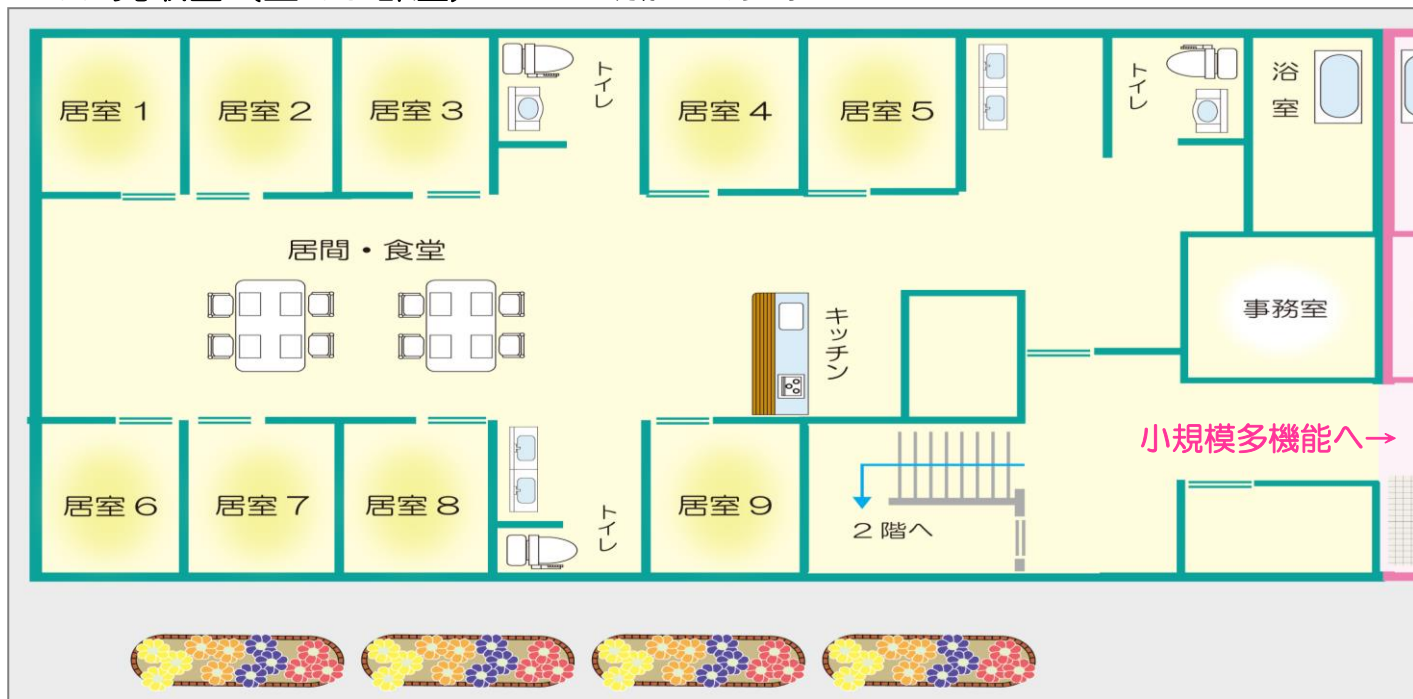 居室１
居室２
居室３
トイレ
居室４
居室５
トイレ
浴室
居間・食堂
キッチン
事務室
小規模多機能へ→
居室６
居室７
居室８
トイレ
居室９
２階へ